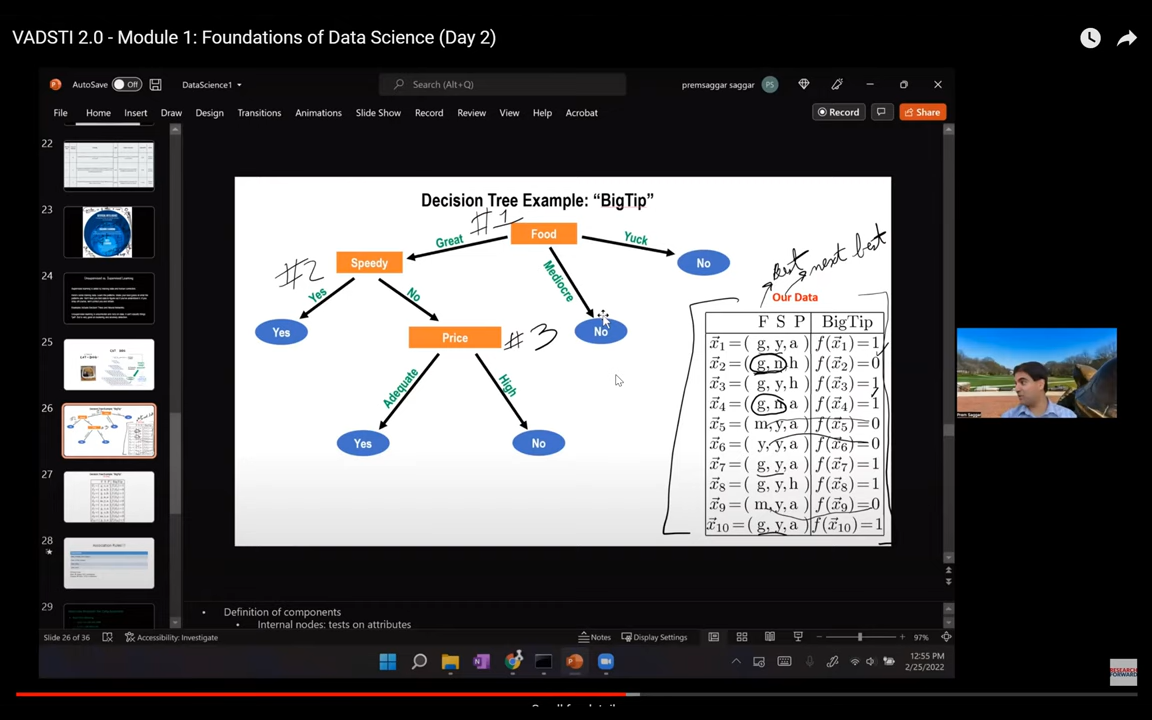 VADSTI 2.0 - Module 1: Foundations of Data Science (Day 2)
AutoSave Off DataScience1 Search (Alt+Q) premsaggar saggar PS
File Home Insert Draw Design Transitions Animations Slide Show Record Review View Help Acrobat Record Share
22
23
24
25
26
27
28
29
Decision Tree Example: “BigTip”
#1
Food
Great
Yuck
Mediocre
Speedy
#2
No
Yes
No
Yes
Price
#3
No
Adequate
High
Yes
No
Best
next best
Our Data
F S P BigTip
x⃗1=( g, y, a ) f(x⃗1)=1
x⃗2=( g, n, h ) f(x⃗2)=0
x⃗3=( g, y, h ) f(x⃗3)=1
x⃗4=( g, n, a ) f(x⃗4)=1
x⃗5=( m, y, a ) f(x⃗5)=0
x⃗6=( y, y, a ) f(x⃗6)=0
x⃗7=( g, y, a ) f(x⃗7)=1
x⃗8=( g, y, h ) f(x⃗8)=1
x⃗9=( m, y, a ) f(x⃗9)=0
x⃗10=( g, y, a ) f(x⃗10)=1
Prem Saggar
• Definition of components
• Internal nodes: tests on attributes
Slide 26 of 36 Accessibility: Investigate Notes Display Settings 97%
12:55 PM
2/25/2022
RESEARCH
FORWARD